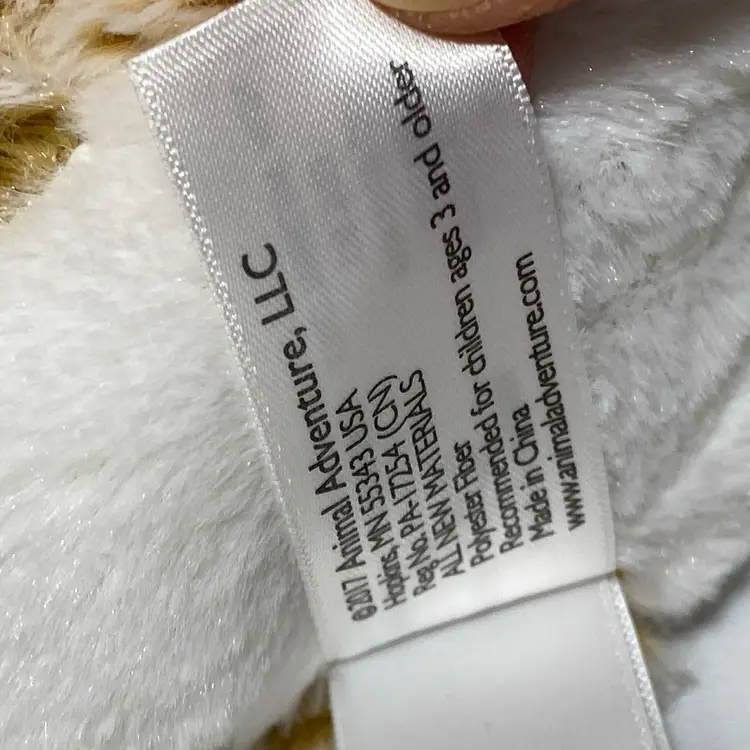 ©2017 Animal Adventure, LLC
Hopkins, MN 55343 USA
Reg No. PA-17254 (CN)
ALL NEW MATERIALS
Polyester Fiber
Recommended for children ages 3 and older
Made in China
www.animaladventure.com